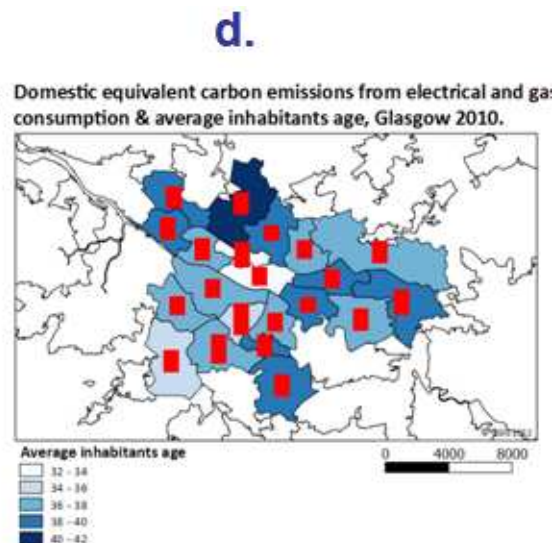 d.
Domestic equivalent carbon emissions from electrical and gas
consumption & average inhabitants age, Glasgow 2010.
Average inhabitants age
32 - 34
34 - 36
36 - 38
38 - 40
40 - 42
0 4000 8000